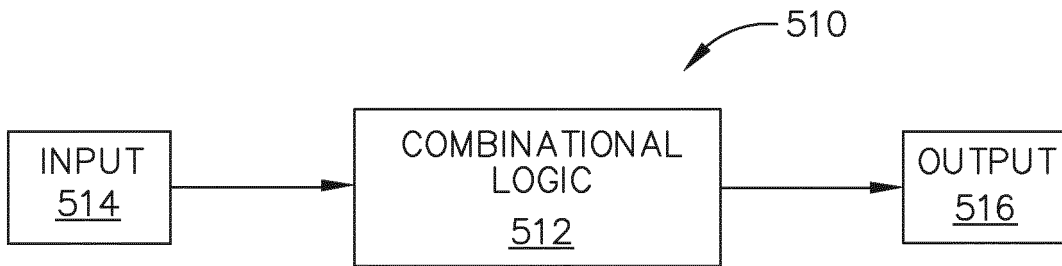 510
INPUT
514
COMBINATIONAL
LOGIC
512
OUTPUT
516